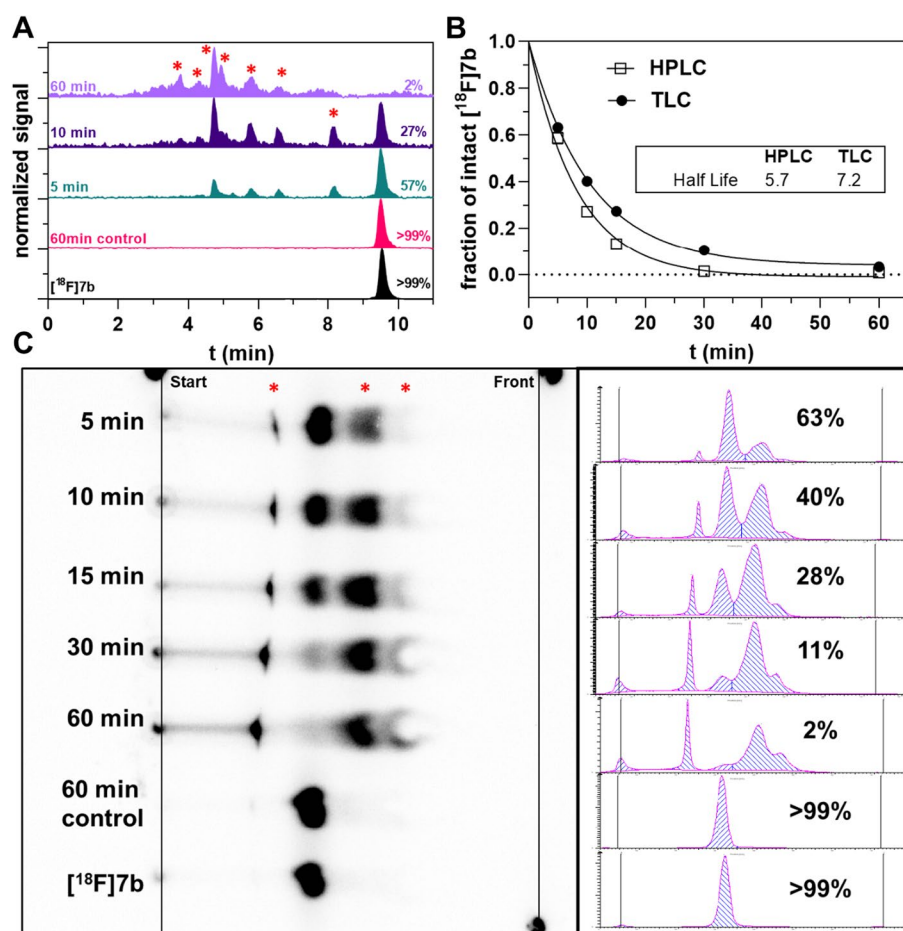 A
* * * * * *
60 min 2%
*
10 min 27%
5 min 57%
60min control >99%
[¹⁸F]7b >99%
normalized signal
0 2 4 6 8 10
t (min)
B
1.0
0.8
0.6
0.4
0.2
0.0
fraction of intact [¹⁸F]7b
HPLC
TLC
HPLC TLC
Half Life 5.7 7.2
0 10 20 30 40 50 60
t (min)
C
Start * * * Front
5 min 63%
10 min 40%
15 min 28%
30 min 11%
60 min 2%
60 min
control >99%
[¹⁸F]7b >99%